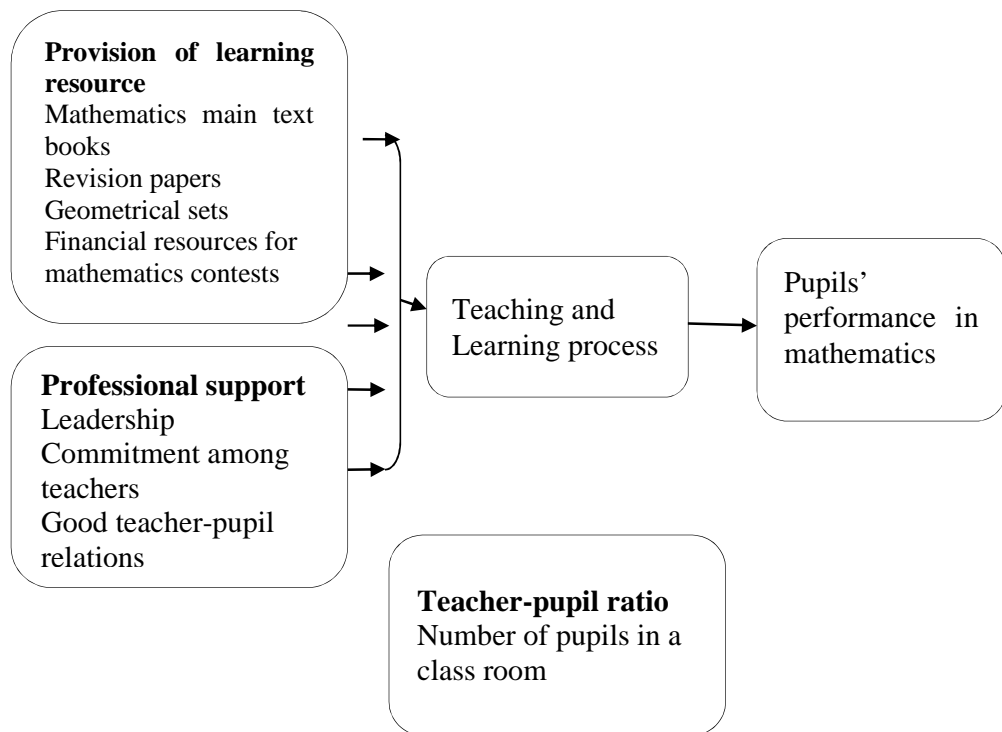 Provision of learning
resource
Mathematics main text
books
Revision papers
Geometrical sets
Financial resources for
mathematics contests
Teaching and
Learning process
Pupils’
performance in
mathematics
Professional support
Leadership
Commitment among
teachers
Good teacher-pupil
relations
Teacher-pupil ratio
Number of pupils in a
class room